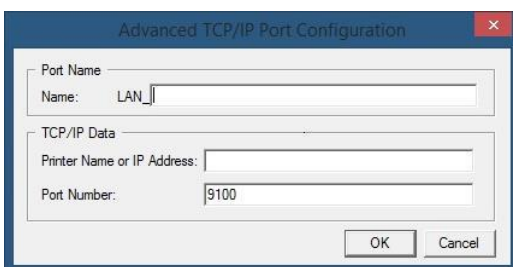 Advanced TCP/IP Port Configuration
Port Name
Name: LAN_
TCP/IP Data
Printer Name or IP Address:
Port Number: 9100
OK Cancel